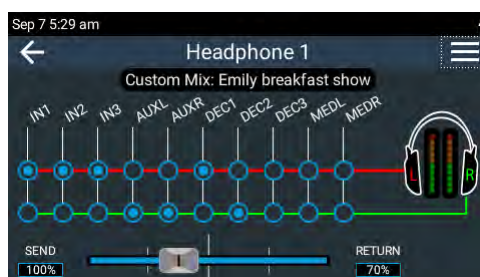 Sep 7 5:29 am
Headphone 1
Custom Mix: Emily breakfast show
IN1 IN2 IN3 AUXL AUXR DEC1 DEC2 DEC3 MEDL MEDR
L R
SEND RETURN
100% 70%